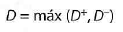 D = máx (D⁺, D⁻)